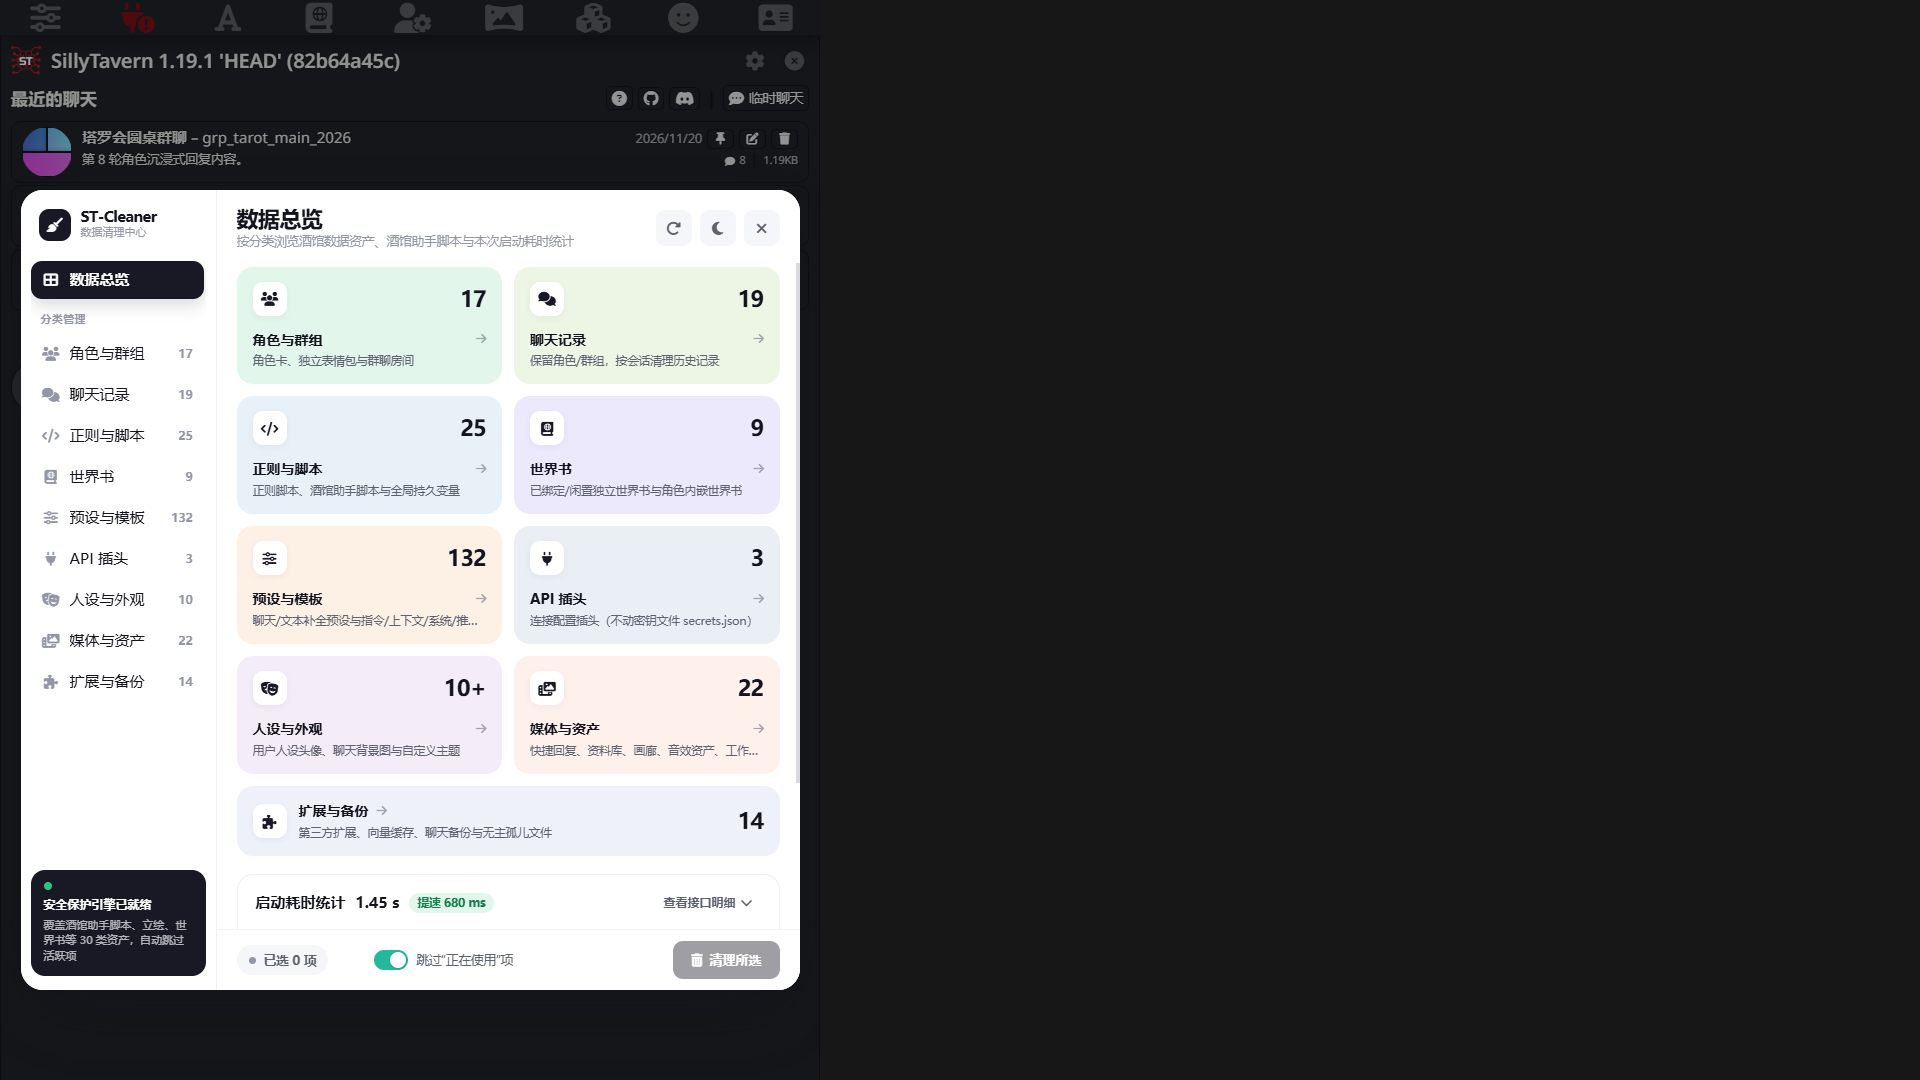 SillyTavern 1.19.1 'HEAD' (82b64a45c)
最近的聊天
临时聊天
塔罗会圆桌群聊 – grp_tarot_main_2026
2026/11/20
第 8 轮角色沉浸式回复内容。
8
1.19KB
ST-Cleaner
数据清理中心
数据总览
分类管理
角色与群组 17
聊天记录 19
正则与脚本 25
世界书 9
预设与模板 132
API 插头 3
人设与外观 10
媒体与资产 22
扩展与备份 14
安全保护引擎已就绪
覆盖酒馆助手脚本、立绘、世
界书等 30 类资产，自动跳过
活跃项
数据总览
按分类浏览酒馆数据资产、酒馆助手脚本与本次启动耗时统计
17
角色与群组
角色卡、独立表情包与群聊房间
19
聊天记录
保留角色/群组，按会话清理历史记录
25
正则与脚本
正则脚本、酒馆助手脚本与全局持久变量
9
世界书
已绑定/闲置独立世界书与角色内嵌世界书
132
预设与模板
聊天/文本补全预设与指令/上下文/系统/推...
3
API 插头
连接配置插头（不动密钥文件 secrets.json）
10+
人设与外观
用户人设头像、聊天背景图与自定义主题
22
媒体与资产
快捷回复、资料库、画廊、音效资产、工作...
扩展与备份
第三方扩展、向量缓存、聊天备份与无主孤儿文件
14
启动耗时统计 1.45 s 提速 680 ms
查看接口明细
已选 0 项
跳过“正在使用”项
清理所选